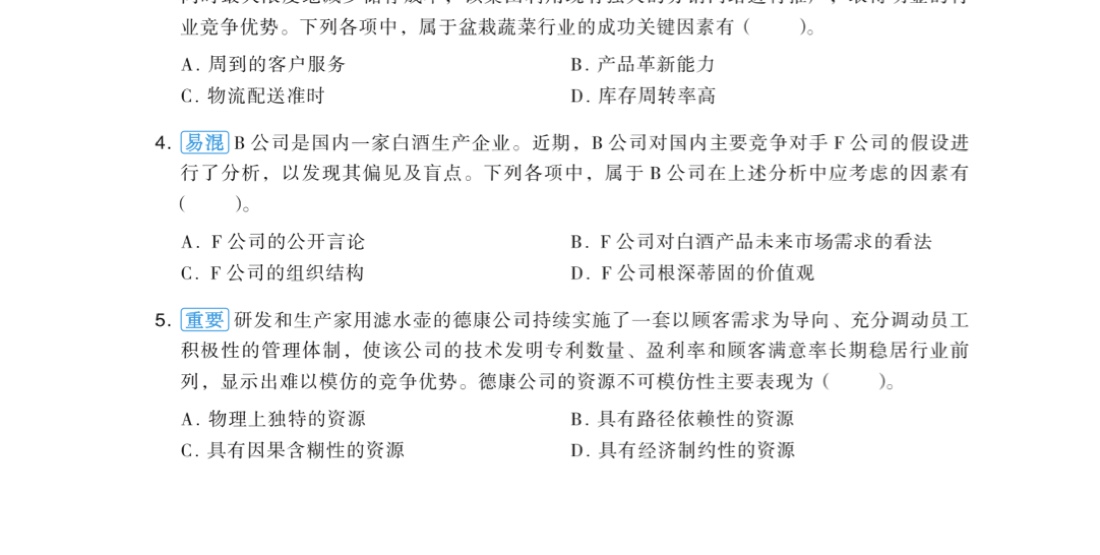 业竞争优势。下列各项中，属于盆栽蔬菜行业的成功关键因素有（　　）。
A. 周到的客户服务
B. 产品革新能力
C. 物流配送准时
D. 库存周转率高
4. 易混 B 公司是国内一家白酒生产企业。近期，B 公司对国内主要竞争对手 F 公司的假设进
行了分析，以发现其偏见及盲点。下列各项中，属于 B 公司在上述分析中应考虑的因素有
（　　）。
A. F 公司的公开言论
B. F 公司对白酒产品未来市场需求的看法
C. F 公司的组织结构
D. F 公司根深蒂固的价值观
5. 重要 研发和生产家用滤水壶的德康公司持续实施了一套以顾客需求为导向、充分调动员工
积极性的管理体制，使该公司的技术发明专利数量、盈利率和顾客满意率长期稳居行业前
列，显示出难以模仿的竞争优势。德康公司的资源不可模仿性主要表现为（　　）。
A. 物理上独特的资源
B. 具有路径依赖性的资源
C. 具有因果含糊性的资源
D. 具有经济制约性的资源